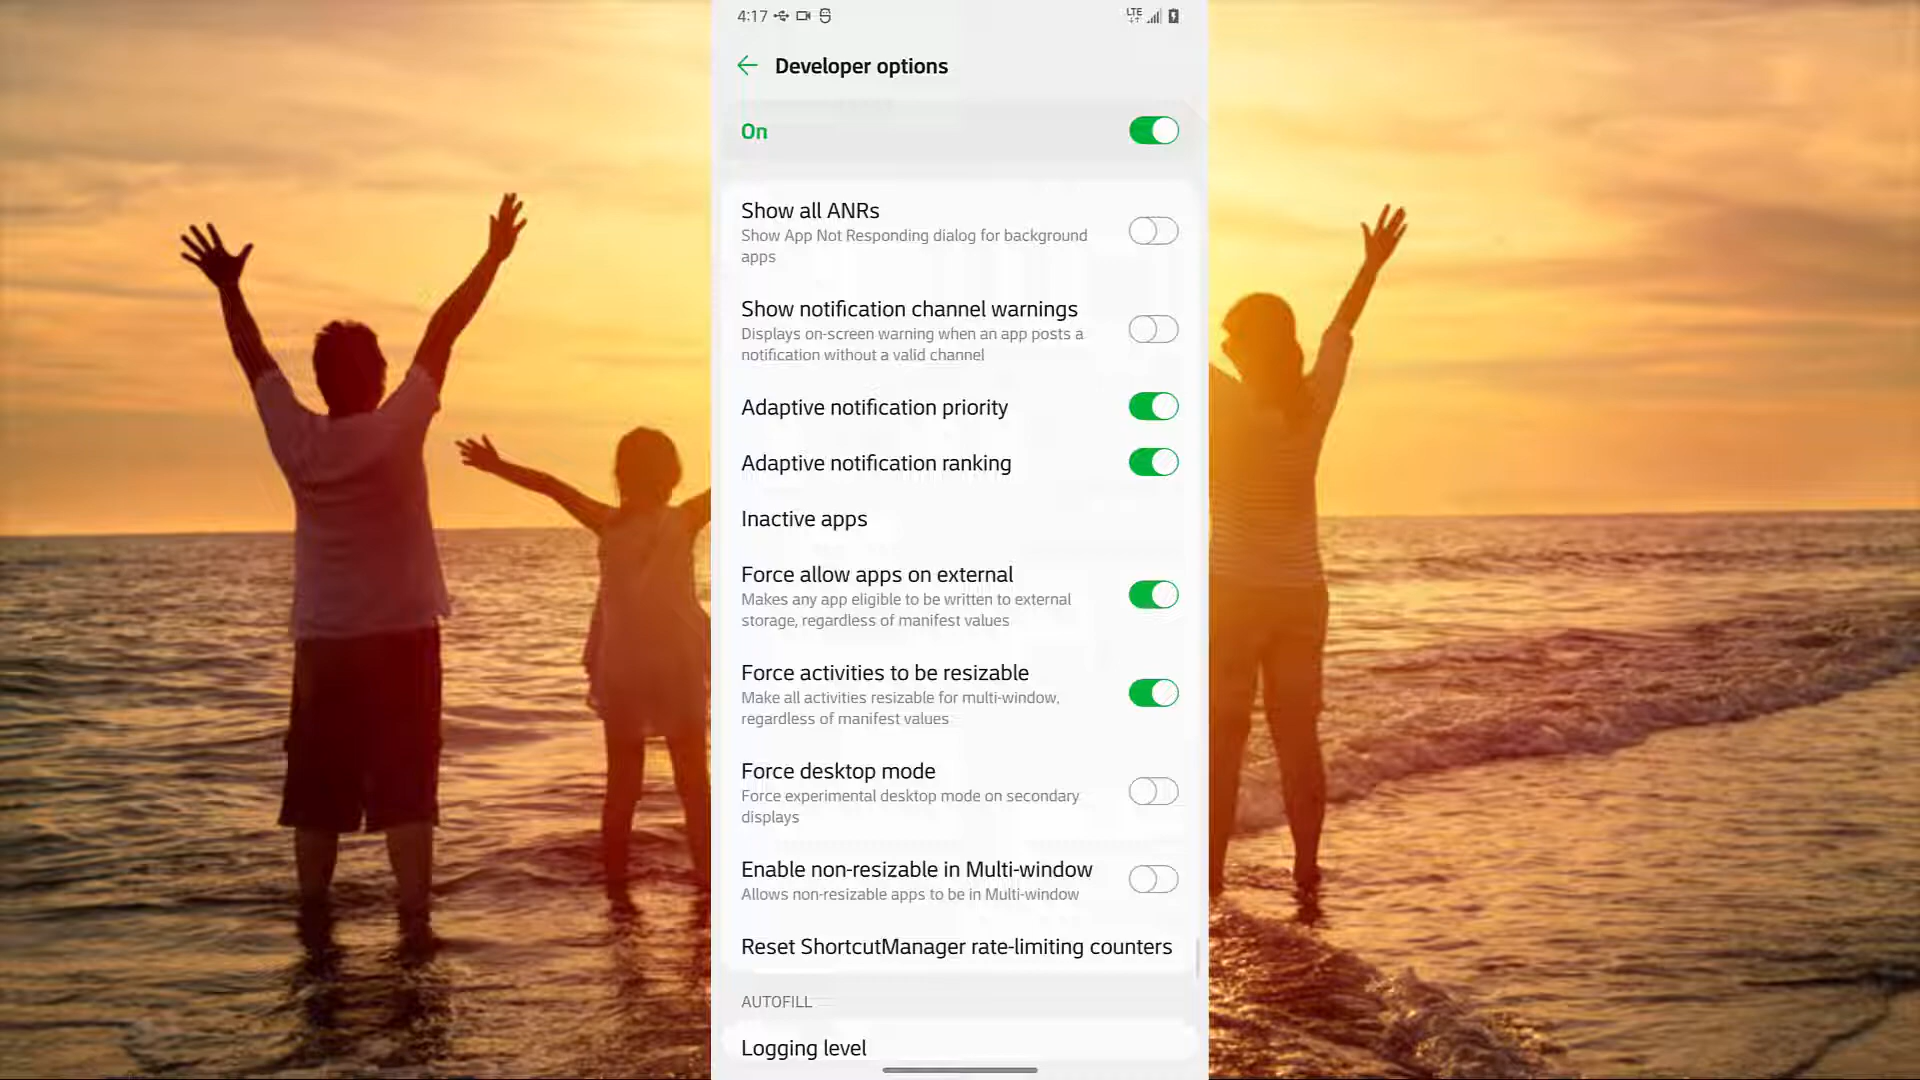 4:17
LTE
Developer options
On
Show all ANRs
Show App Not Responding dialog for background
apps
Show notification channel warnings
Displays on-screen warning when an app posts a
notification without a valid channel
Adaptive notification priority
Adaptive notification ranking
Inactive apps
Force allow apps on external
Makes any app eligible to be written to external
storage, regardless of manifest values
Force activities to be resizable
Make all activities resizable for multi-window,
regardless of manifest values
Force desktop mode
Force experimental desktop mode on secondary
displays
Enable non-resizable in Multi-window
Allows non-resizable apps to be in Multi-window
Reset ShortcutManager rate-limiting counters
AUTOFILL
Logging level